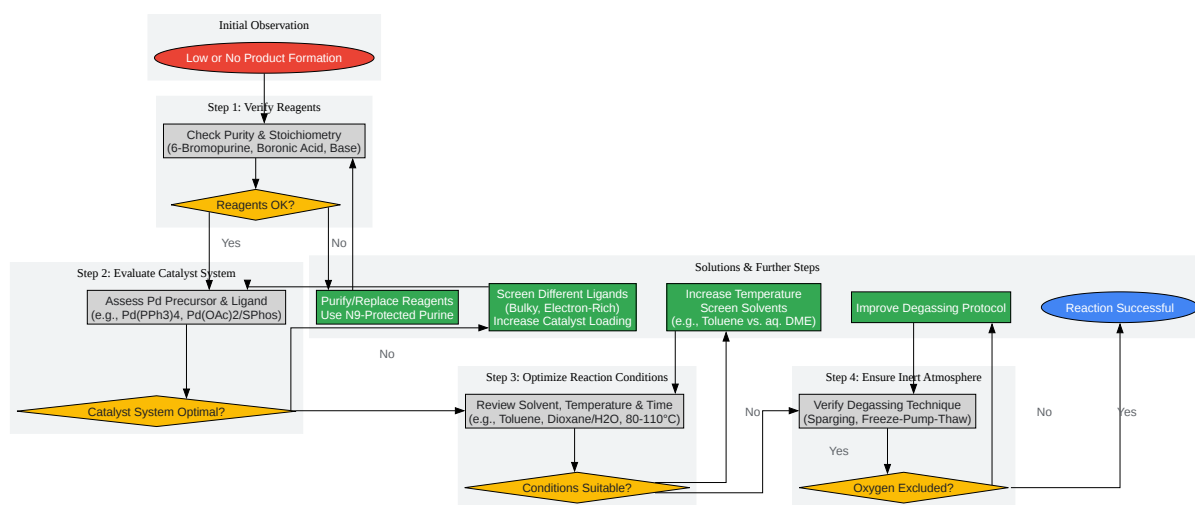 Initial Observation
Low or No Product Formation
Step 1: Verify Reagents
Check Purity & Stoichiometry
(6-Bromopurine, Boronic Acid, Base)
Reagents OK?
Yes
No
Step 2: Evaluate Catalyst System
Assess Pd Precursor & Ligand
(e.g., Pd(PPh3)4, Pd(OAc)2/SPhos)
Catalyst System Optimal?
Solutions & Further Steps
Purify/Replace Reagents
Use N9-Protected Purine
Screen Different Ligands
(Bulky, Electron-Rich)
Increase Catalyst Loading
Increase Temperature
Screen Solvents
(e.g., Toluene vs. aq. DME)
Improve Degassing Protocol
Reaction Successful
No
Step 3: Optimize Reaction Conditions
Review Solvent, Temperature & Time
(e.g., Toluene, Dioxane/H2O, 80-110°C)
Conditions Suitable?
No
Step 4: Ensure Inert Atmosphere
Verify Degassing Technique
(Sparging, Freeze-Pump-Thaw)
Yes
Oxygen Excluded?
No
Yes